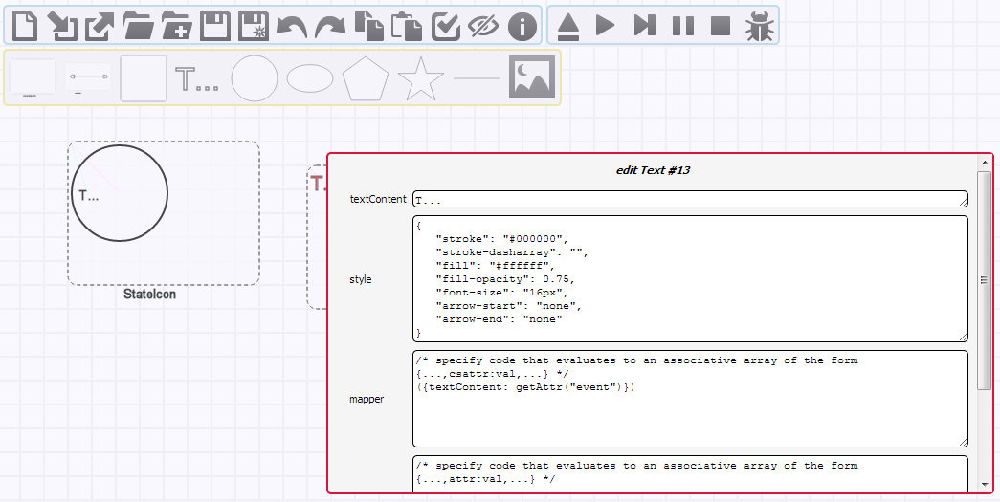 T...
T...
StateIcon
T.
edit Text #13
textContent
T...
style
{
"stroke": "#000000",
"stroke-dasharray": "",
"fill": "#ffffff",
"fill-opacity": 0.75,
"font-size": "16px",
"arrow-start": "none",
"arrow-end": "none"
}
mapper
/* specify code that evaluates to an associative array of the form
{...,csattr:val,...} */
({textContent: getAttr("event")})
/* specify code that evaluates to an associative array of the form
{...,attr:val,...} */